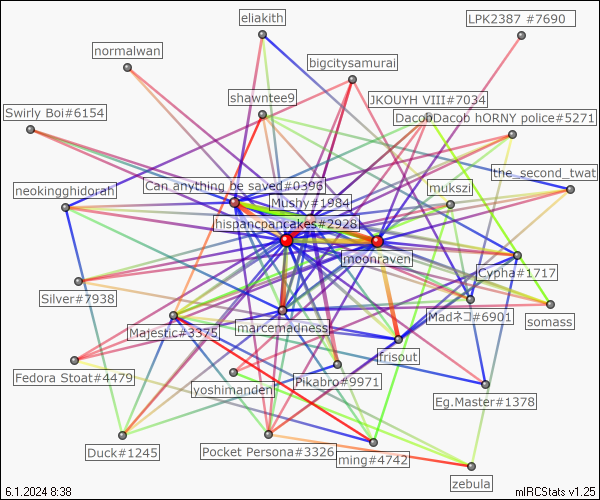 eliakith
LPK2387 #7690
normalwan
bigcitysamurai
shawntee9
JKOUYH VIII#7034
Swirly Boi#6154
Dacob hORNY police#5271
the_second_twat
Can anything be saved#0396
mukszi
neokingghidorah
Mushy#1984
hispancpancakes#2928
moonraven
Cypha#1717
Silver#7938
Madネコ#6901
somass
marcemadness
Majestic#3375
frisout
Fedora Stoat#4479
Pikabro#9971
yoshimanden
Eg.Master#1378
Duck#1245
Pocket Persona#3326
ming#4742
zebula
6.1.2024 8:38
mIRCStats v1.25